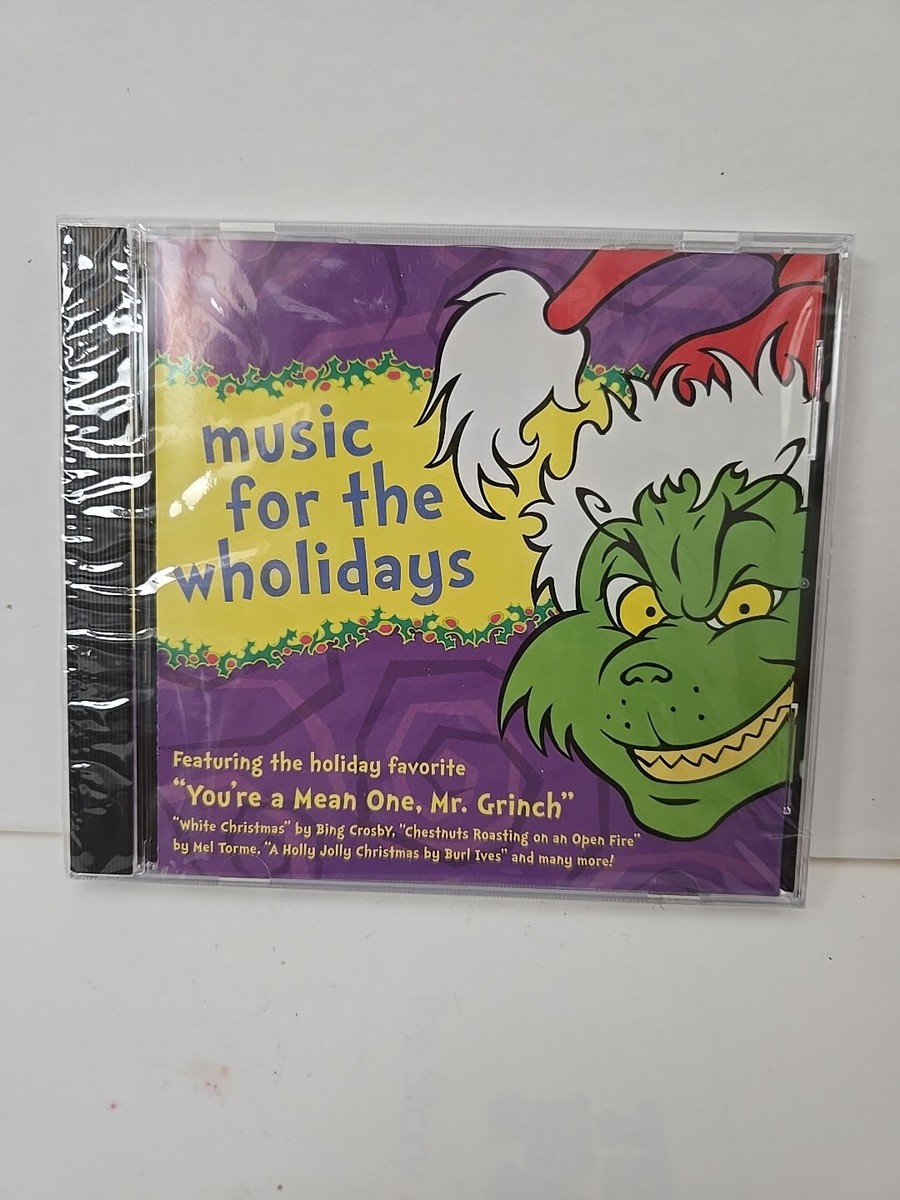 music
for the
wholidays
Featuring the holiday favorite
“You're a Mean One, Mr. Grinch”
“White Christmas” by Bing Crosby, “Chestnuts Roasting on an Open Fire”
by Mel Torme, “A Holly Jolly Christmas by Burl Ives” and many more!